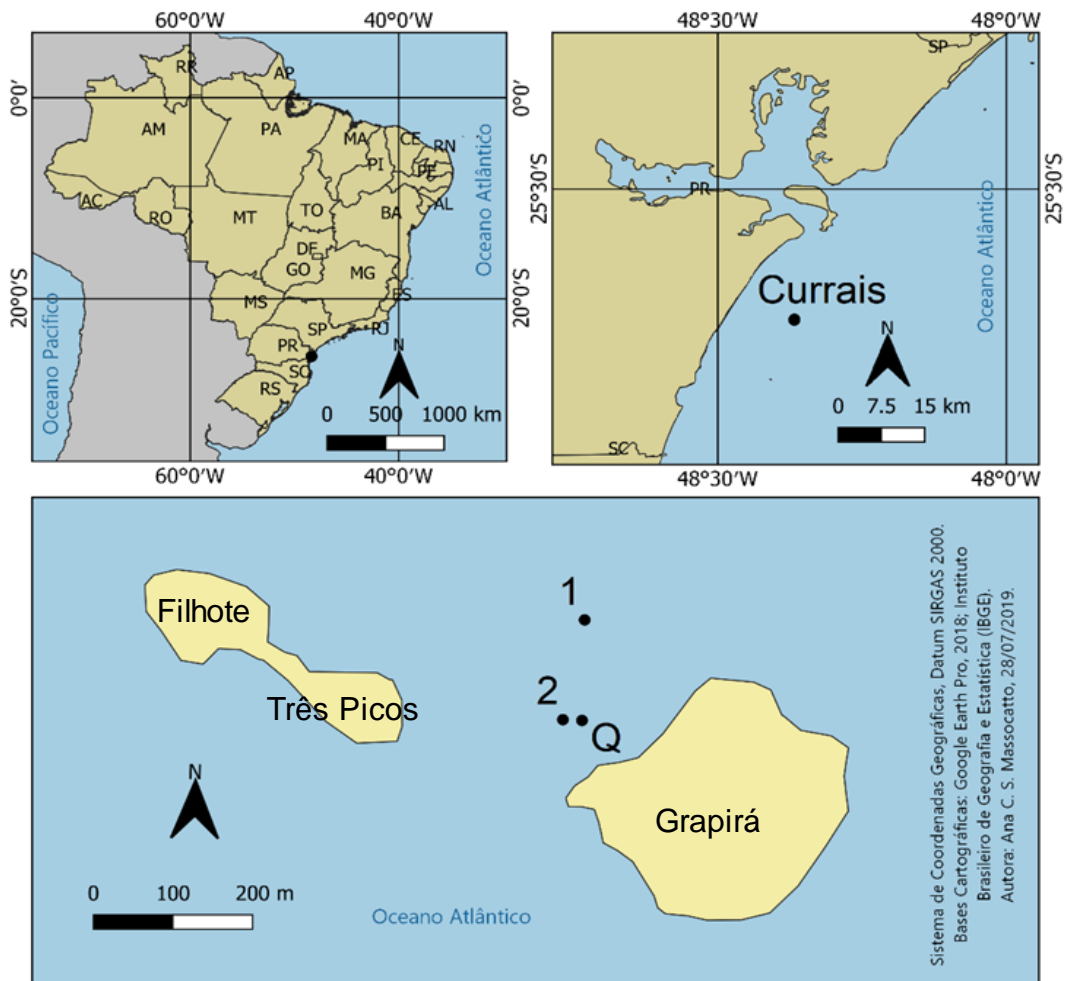 60°0'W
40°0'W
0°0'
20°0'S
RR
AP
AM
PA
MA
CE
RN
PI
PE
AC
RO
MT
TO
BA
AL
DF
GO
MG
MS
ES
SP
RJ
PR
SC
RS
N
0 500 1000 km
Oceano Pacífico
Oceano Atlântico
60°0'W
40°0'W
48°30'W
48°0'W
25°30'S
25°30'S
SP
PR
Currais
N
0 7.5 15 km
SC
Oceano Atlântico
48°30'W
48°0'W
Filhote
Três Picos
1
2
Q
Grapirá
N
0 100 200 m
Oceano Atlântico
Sistema de Coordenadas Geográficas, Datum SIRGAS 2000.
Bases Cartográficas: Google Earth Pro, 2018; Instituto
Brasileiro de Geografia e Estatística (IBGE).
Autora: Ana C. S. Massocatto, 28/07/2019.